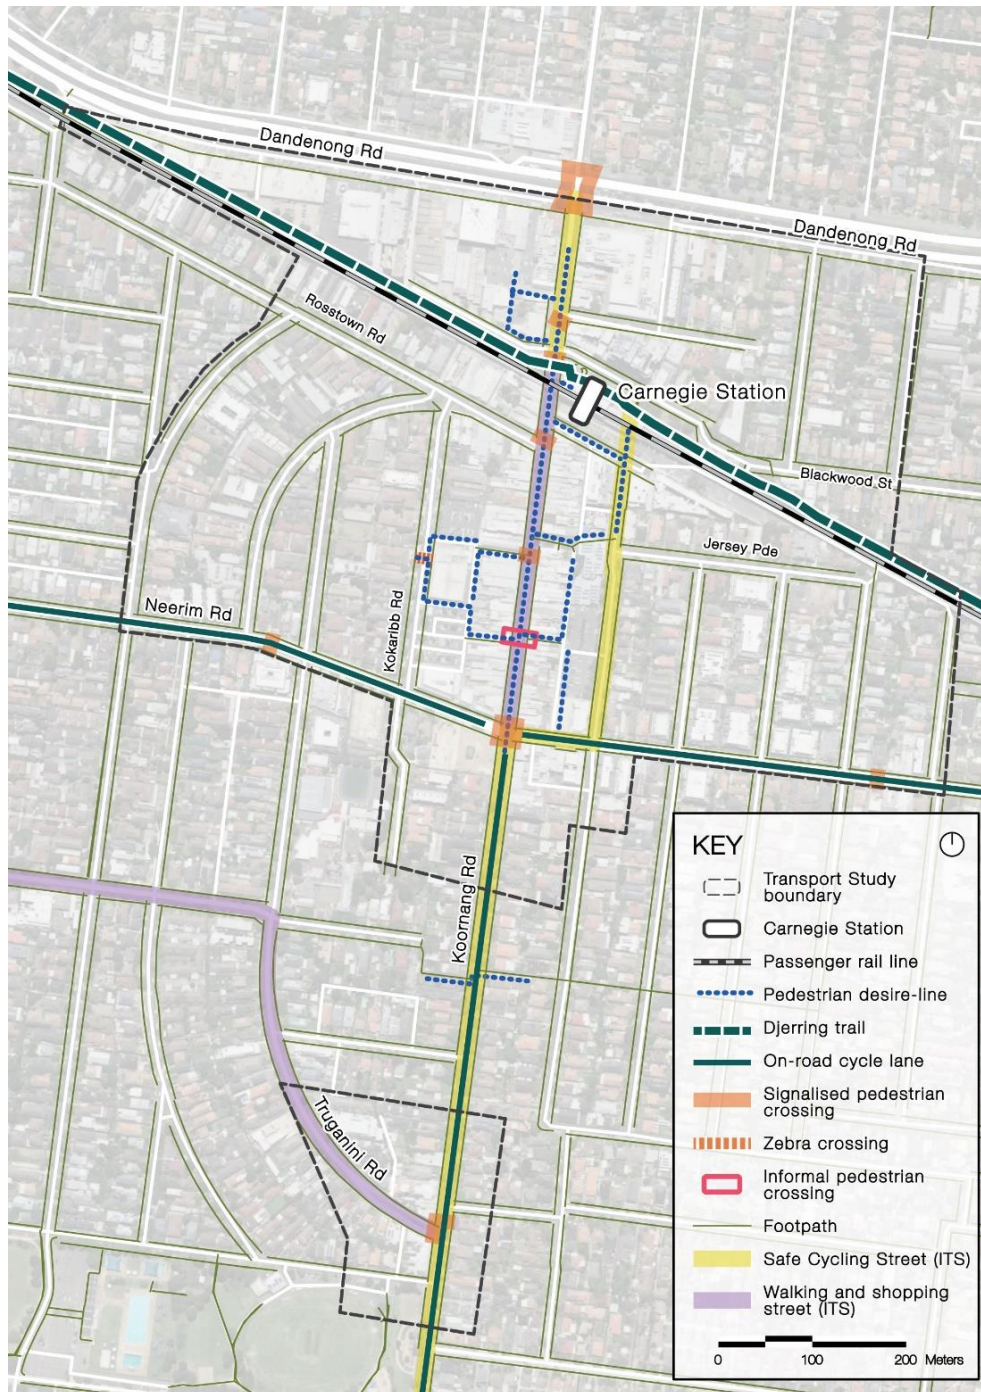 Dandenong Rd
Dandenong Rd
Rosstown Rd
Carnegie Station
Blackwood St
Jersey Pde
Neerim Rd
Kokaribb Rd
Koornang Rd
Truganini Rd
KEY
Transport Study
boundary
Carnegie Station
Passenger rail line
Pedestrian desire-line
Djerring trail
On-road cycle lane
Signalised pedestrian
crossing
Zebra crossing
Informal pedestrian
crossing
Footpath
Safe Cycling Street (ITS)
Walking and shopping
street (ITS)
0 100 200 Meters